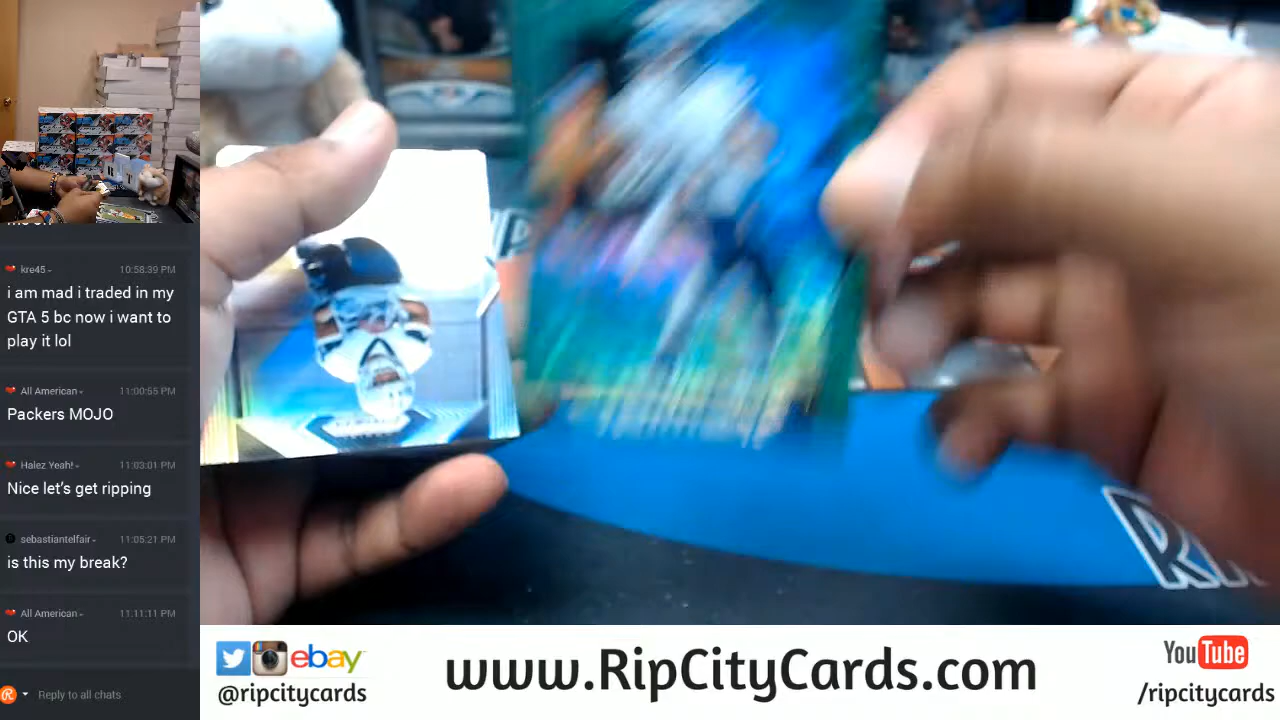 kre45
10:58:39 PM
i am mad i traded in my
GTA 5 bc now i want to
play it lol
All American
11:00:55 PM
Packers MOJO
Halez Yeah!
11:03:01 PM
Nice let's get ripping
sebastiantelfair
11:05:21 PM
is this my break?
All American
11:11:11 PM
OK
Reply to all chats
ebay
@ripcitycards
www.RipCityCards.com
YouTube
/ripcitycards